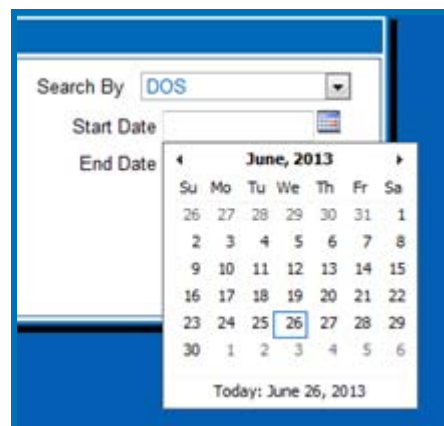 Search By DOS
Start Date
End Date
June, 2013
Su Mo Tu We Th Fr Sa
26 27 28 29 30 31 1
2 3 4 5 6 7 8
9 10 11 12 13 14 15
16 17 18 19 20 21 22
23 24 25 26 27 28 29
30 1 2 3 4 5 6
Today: June 26, 2013